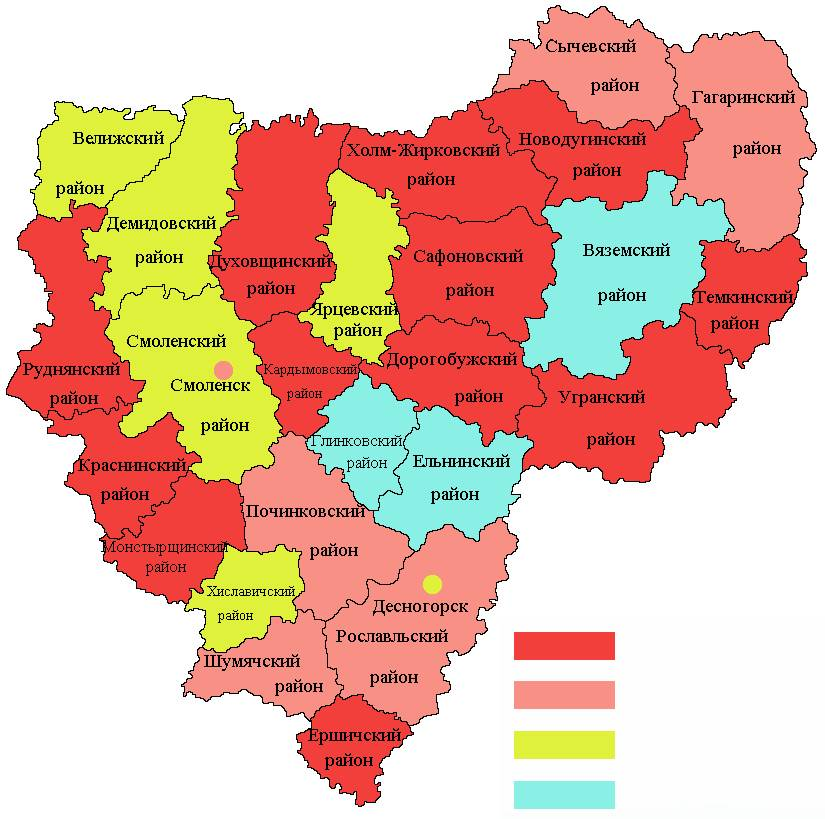 Сычевский
район
Гагаринский
район
Велижский
район
Новодугинский
район
Холм-Жирковский
район
Демидовский
район
Духовщинский
район
Сафоновский
район
Вяземский
район
Темкинский
район
Ярцевский
район
Смоленский
Смоленск
район
Руднянский
район
Кардымовский
район
Дорогобужский
район
Угранский
район
Глинковский
район
Ельнинский
район
Краснинский
район
Починковский
район
Монстырщинский
район
Хиславичский
район
Десногорск
Рославльский
район
Шумячский
район
Ершичский
район